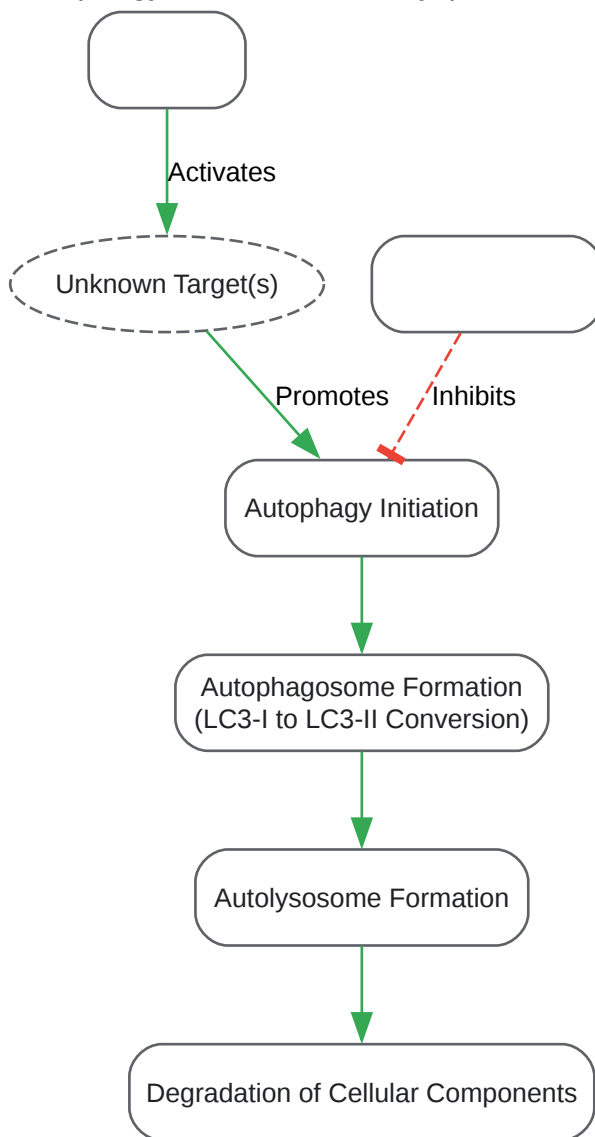 Activates
Unknown Target(s)
Promotes
Inhibits
Autophagy Initiation
Autophagosome Formation
(LC3-I to LC3-II Conversion)
Autolysosome Formation
Degradation of Cellular Components